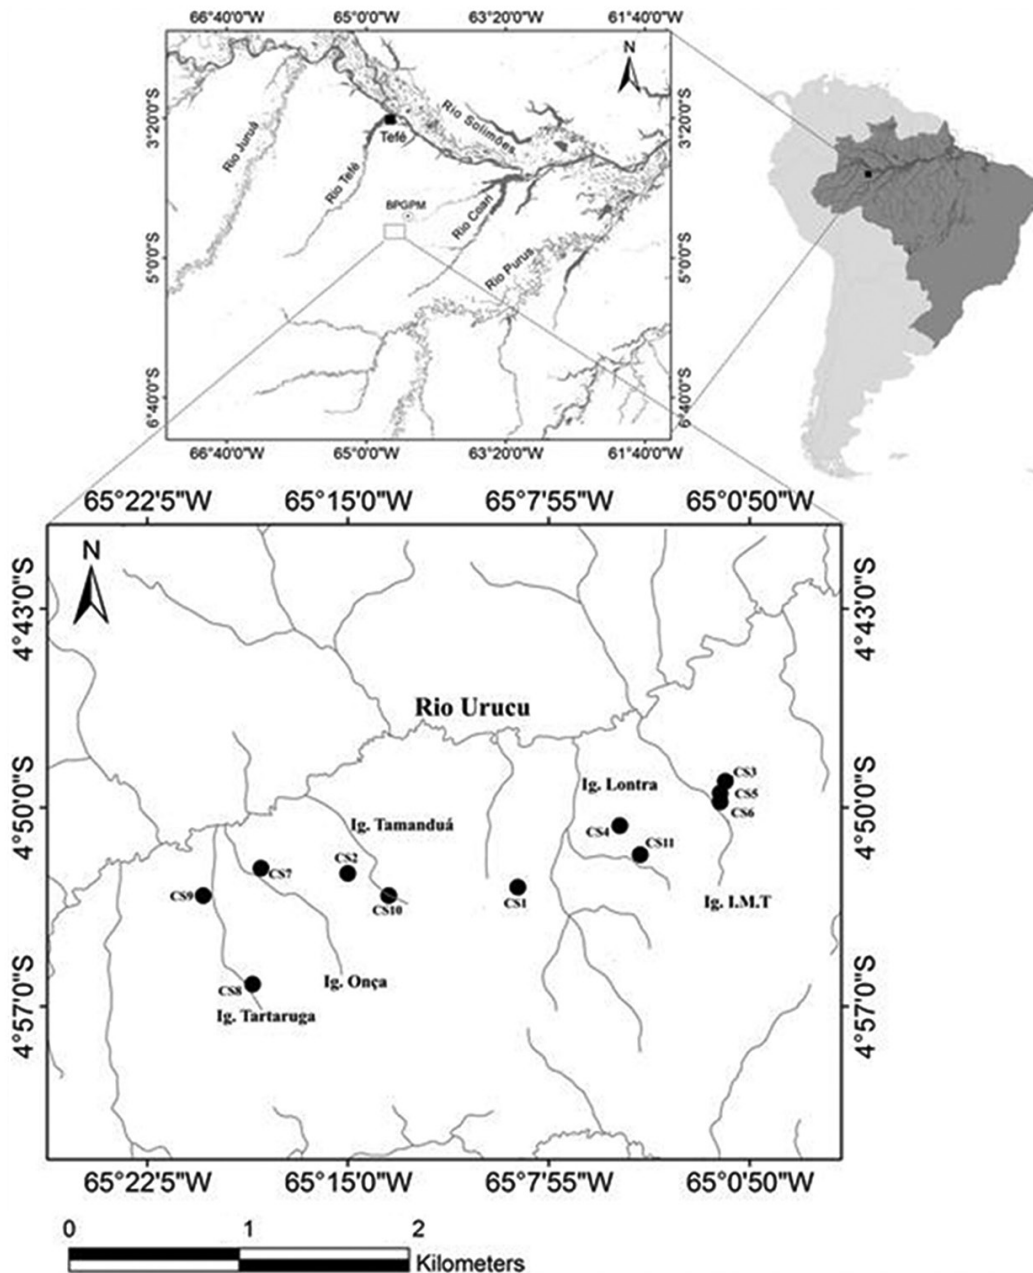 66°40'0"W 65°0'0"W 63°20'0"W 61°40'0"W
N
3°20'0"S
3°20'0"S
Rio Juruá
Rio Solimões
Tefé
Rio Tefé
BPGPM
Rio Coari
5°0'0"S
5°0'0"S
Rio Purus
6°40'0"S
6°40'0"S
66°40'0"W 65°0'0"W 63°20'0"W 61°40'0"W
65°22'5"W 65°15'0"W 65°7'55"W 65°0'50"W
N
4°43'0"S
4°43'0"S
Rio Urucu
CS3
Ig. Lontra
CS5
4°50'0"S
4°50'0"S
CS6
Ig. Tamanduá
CS4
CS11
CS2
CS7
CS9
CS10
CS1
Ig. I.M.T
Ig. Onça
CS8
4°57'0"S
4°57'0"S
Ig. Tartaruga
65°22'5"W 65°15'0"W 65°7'55"W 65°0'50"W
0 1 2
Kilometers